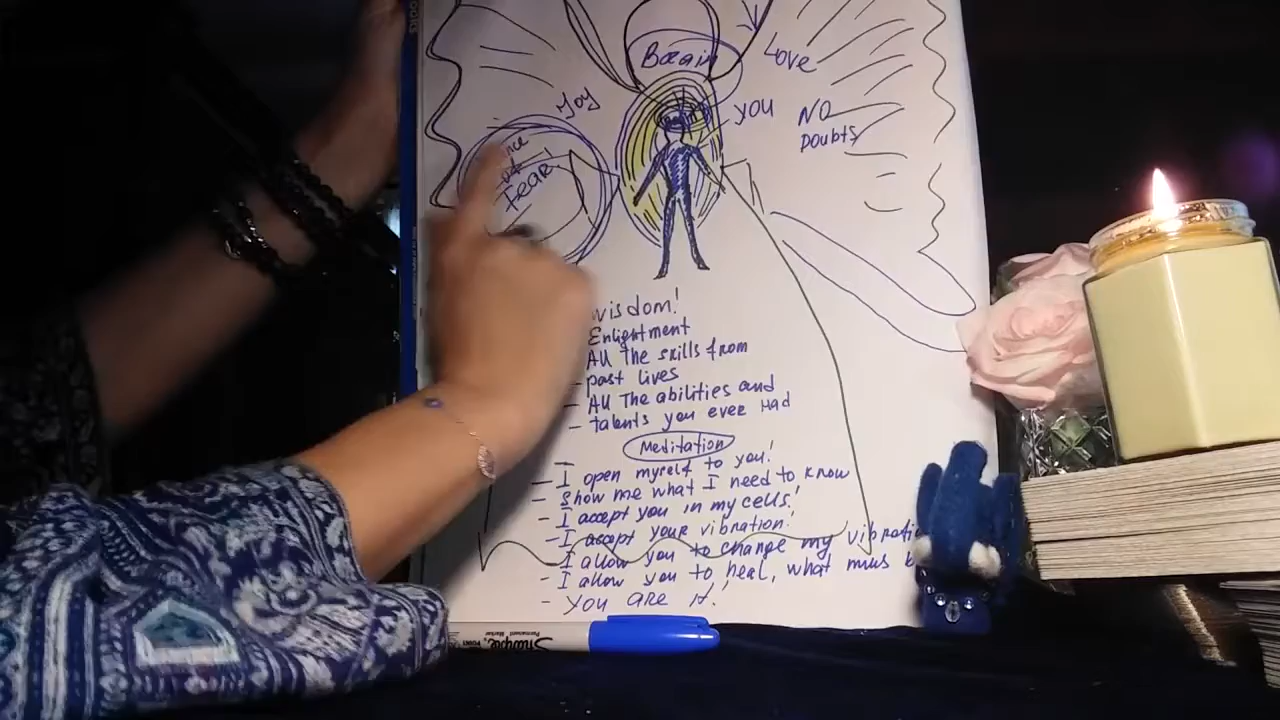 Brain
Love
Joy
YOU
NO
Doubts
Fear
wisdom!
Enlightment
- All the skills from
- past lives
- All the abilities and
- talents you ever had
Meditation
- I open myself to you!
- Show me what I need to know
- I accept you in my cells!
- I accept your vibration!
I allow you to change my vibratio
- I allow you to heal, what mus b
- You are it!
Sharpie
Permanent Marker